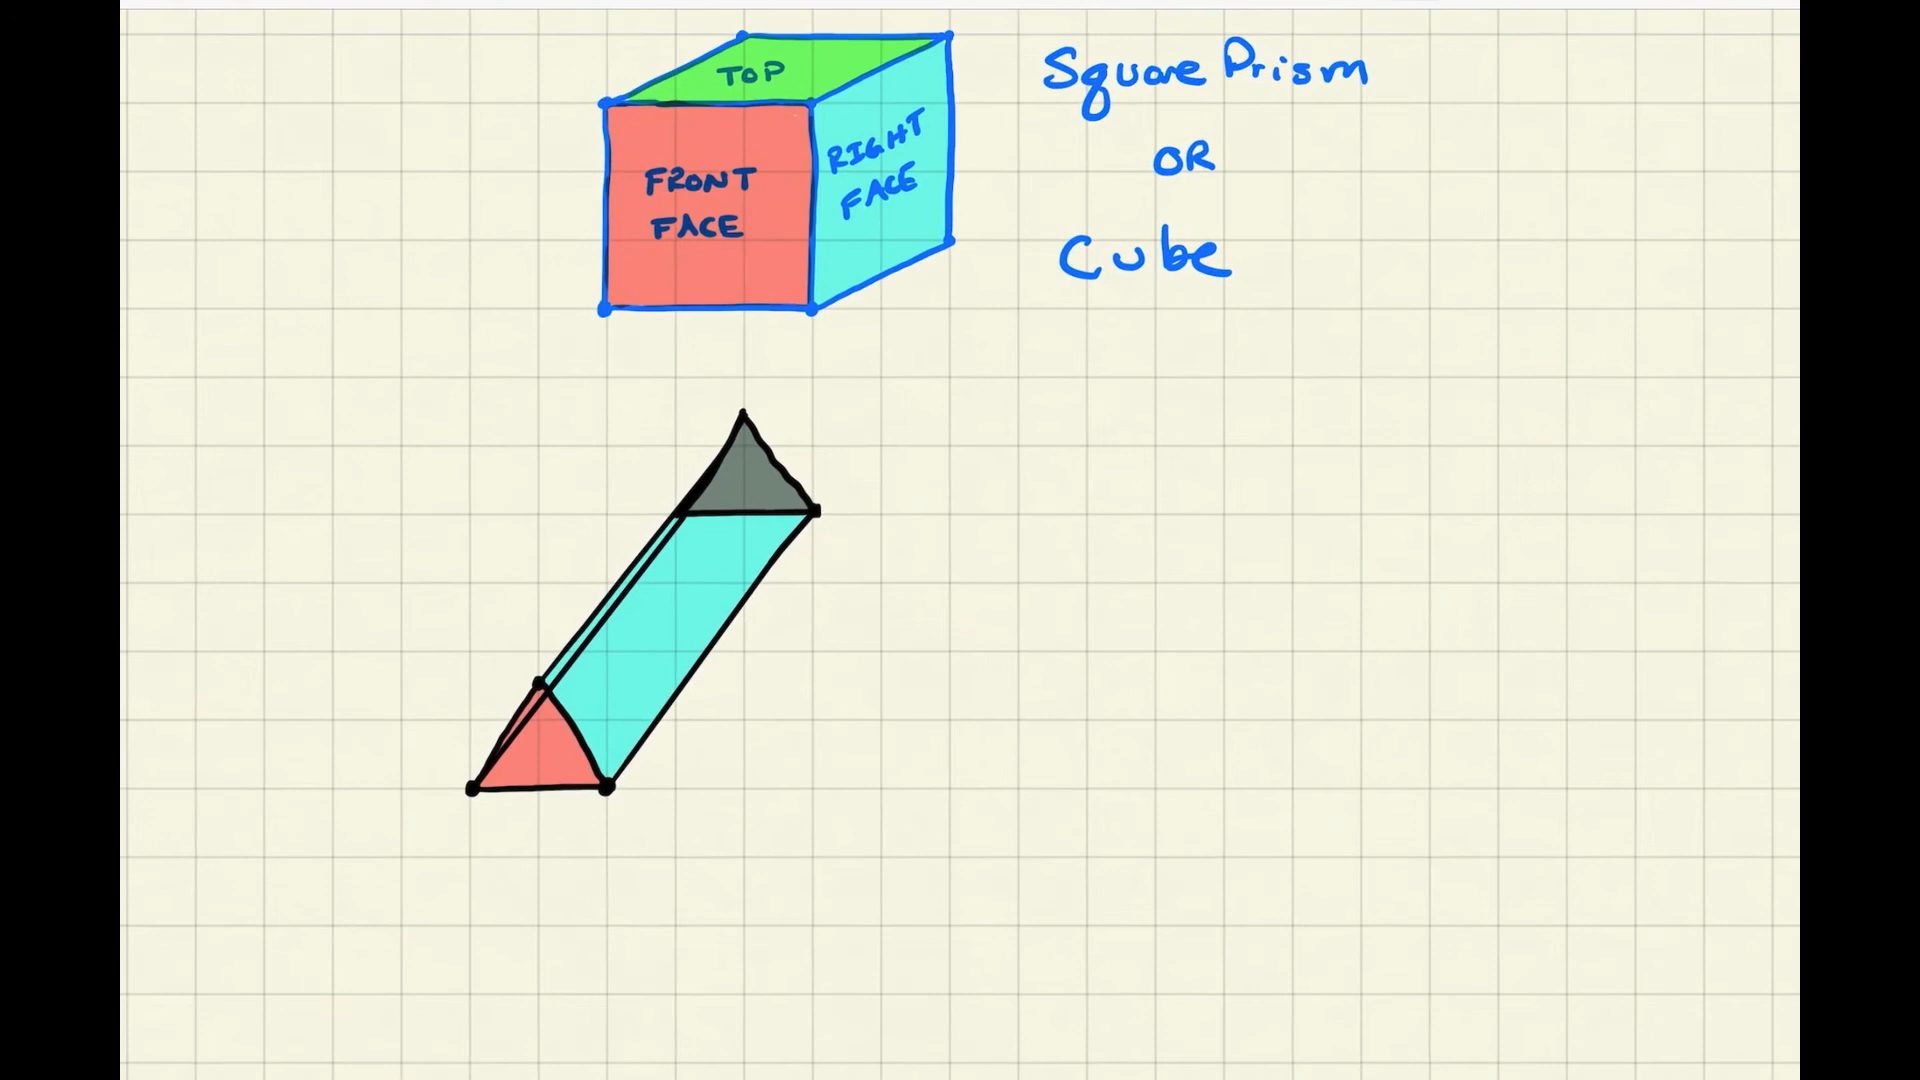 TOP
FRONT
FACE
RIGHT
FACE
Square Prism
OR
Cube